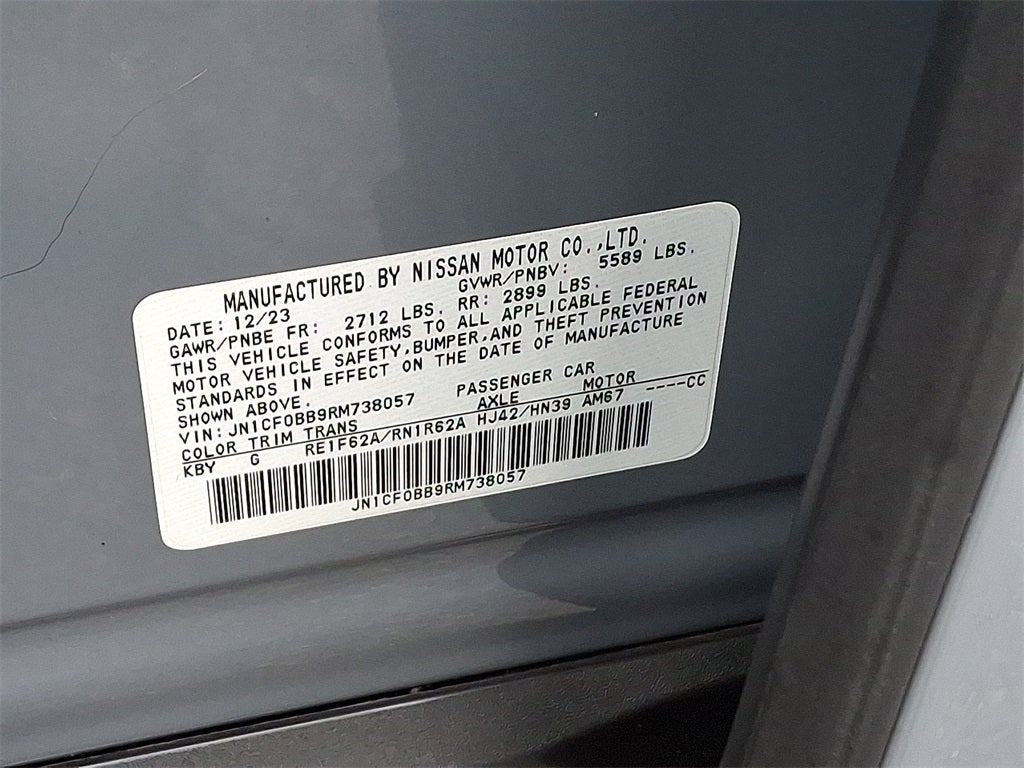 MANUFACTURED BY NISSAN MOTOR CO.,LTD.
DATE: 12/23 GVWR/PNBV: 5589 LBS.
GAWR/PNBE FR: 2712 LBS. RR: 2899 LBS.
THIS VEHICLE CONFORMS TO ALL APPLICABLE FEDERAL
MOTOR VEHICLE SAFETY,BUMPER,AND THEFT PREVENTION
STANDARDS IN EFFECT ON THE DATE OF MANUFACTURE
SHOWN ABOVE.
VIN:JN1CF0BB9RM738057 PASSENGER CAR
COLOR TRIM TRANS AXLE MOTOR ----CC
KBY G RE1F62A/RN1R62A HJ42/HN39 AM67
JN1CF0BB9RM738057